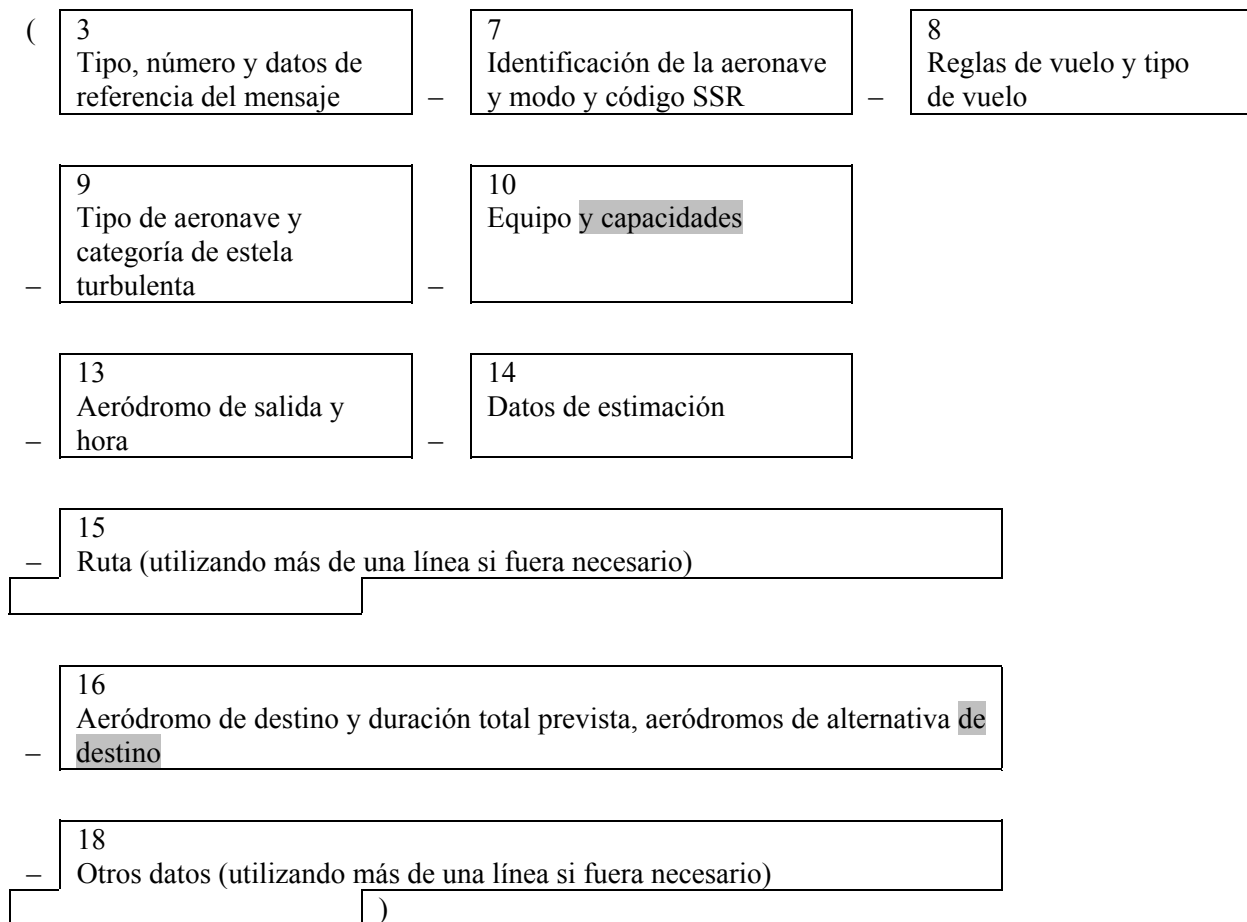 ( 3 7 8
Tipo, número y datos de Identificación de la aeronave Reglas de vuelo y tipo
referencia del mensaje – y modo y código SSR – de vuelo
9 10
Tipo de aeronave y Equipo y capacidades
categoría de estela
– turbulenta –
13 14
Aeródromo de salida y Datos de estimación
– hora –
15
– Ruta (utilizando más de una línea si fuera necesario)
16
Aeródromo de destino y duración total prevista, aeródromos de alternativa de
– destino
18
– Otros datos (utilizando más de una línea si fuera necesario)
)